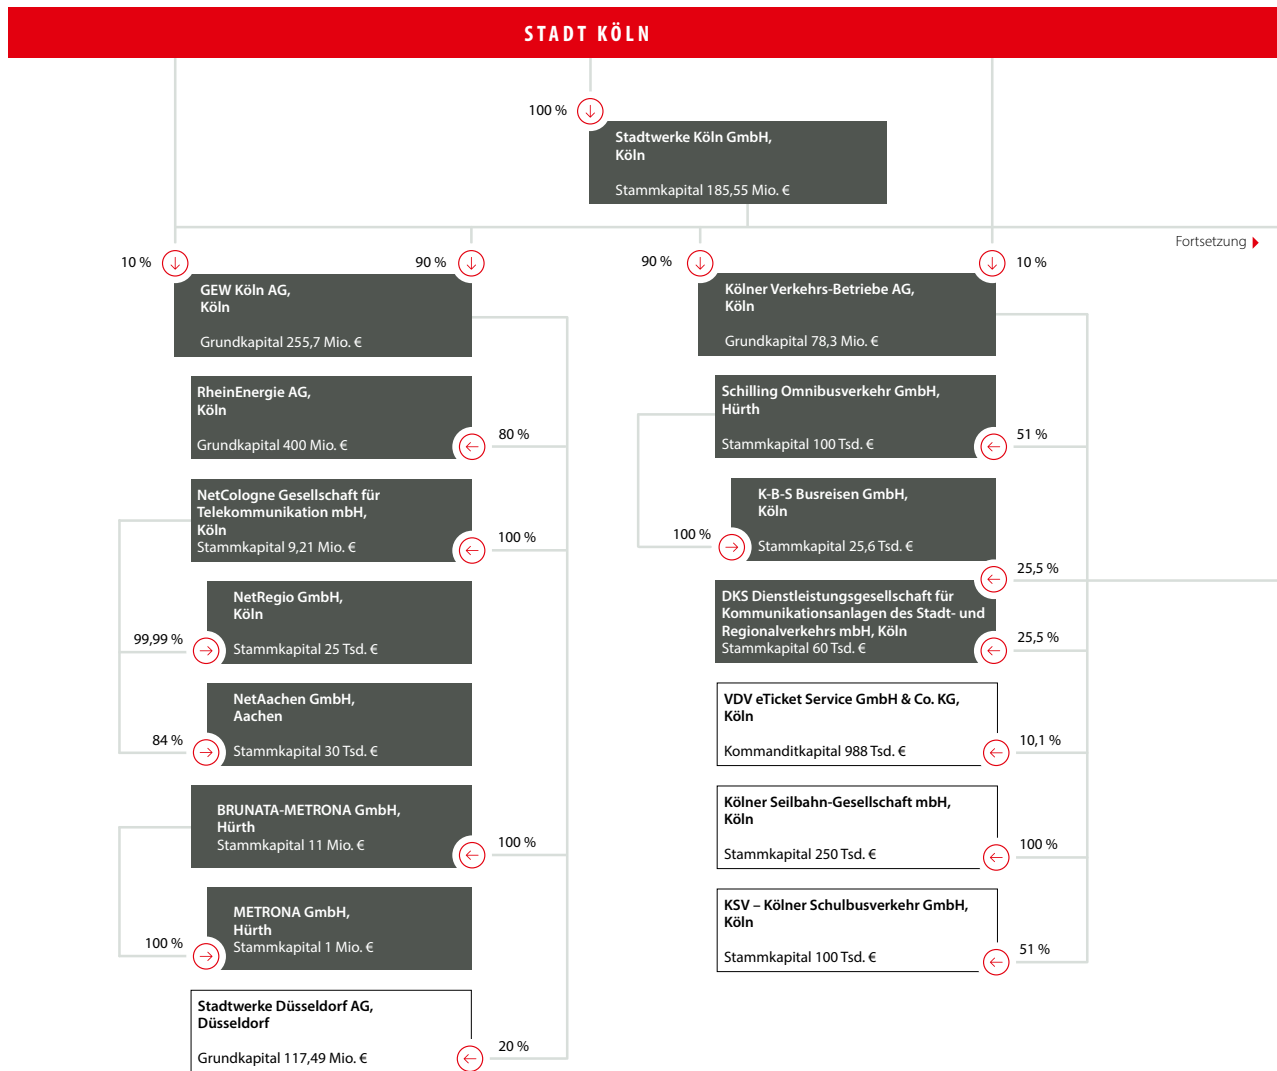 STADT KÖLN
100 %
Stadtwerke Köln GmbH,
Köln
Stammkapital 185,55 Mio. €
Fortsetzung
10 %
90 %
GEW Köln AG,
Köln
Grundkapital 255,7 Mio. €
RheinEnergie AG,
Köln
Grundkapital 400 Mio. €
80 %
NetCologne Gesellschaft für
Telekommunikation mbH,
Köln
Stammkapital 9,21 Mio. €
100 %
NetRegio GmbH,
Köln
Stammkapital 25 Tsd. €
99,99 %
NetAachen GmbH,
Aachen
Stammkapital 30 Tsd. €
84 %
BRUNATA-METRONA GmbH,
Hürth
Stammkapital 11 Mio. €
100 %
METRONA GmbH,
Hürth
Stammkapital 1 Mio. €
100 %
Stadtwerke Düsseldorf AG,
Düsseldorf
Grundkapital 117,49 Mio. €
20 %
90 %
10 %
Kölner Verkehrs-Betriebe AG,
Köln
Grundkapital 78,3 Mio. €
Schilling Omnibusverkehr GmbH,
Hürth
Stammkapital 100 Tsd. €
51 %
K-B-S Busreisen GmbH,
Köln
Stammkapital 25,6 Tsd. €
100 %
25,5 %
DKS Dienstleistungsgesellschaft für
Kommunikationsanlagen des Stadt- und
Regionalverkehrs mbH, Köln
Stammkapital 60 Tsd. €
25,5 %
VDV eTicket Service GmbH & Co. KG,
Köln
Kommanditkapital 988 Tsd. €
10,1 %
Kölner Seilbahn-Gesellschaft mbH,
Köln
Stammkapital 250 Tsd. €
100 %
KSV – Kölner Schulbusverkehr GmbH,
Köln
Stammkapital 100 Tsd. €
51 %